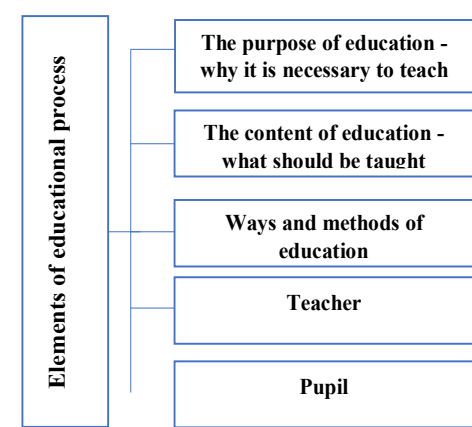 Elements of educational process
The purpose of education -
why it is necessary to teach
The content of education -
what should be taught
Ways and methods of
education
Teacher
Pupil